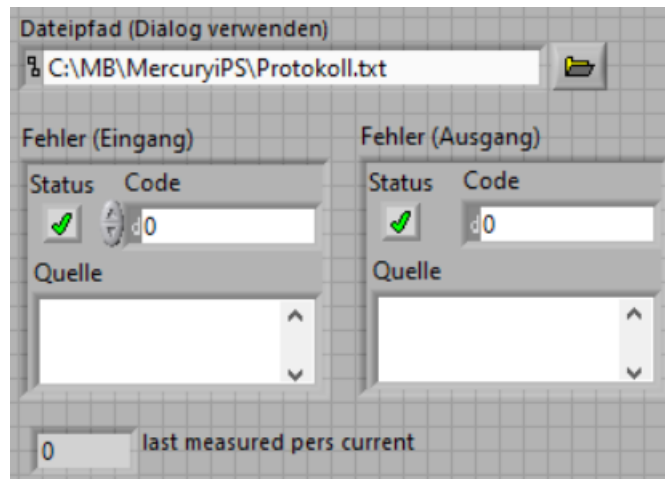 Dateipfad (Dialog verwenden)
C:\MB\MercuryiPS\Protokoll.txt
Fehler (Eingang)
Status Code
d 0
Quelle
Fehler (Ausgang)
Status Code
d 0
Quelle
0 last measured pers current